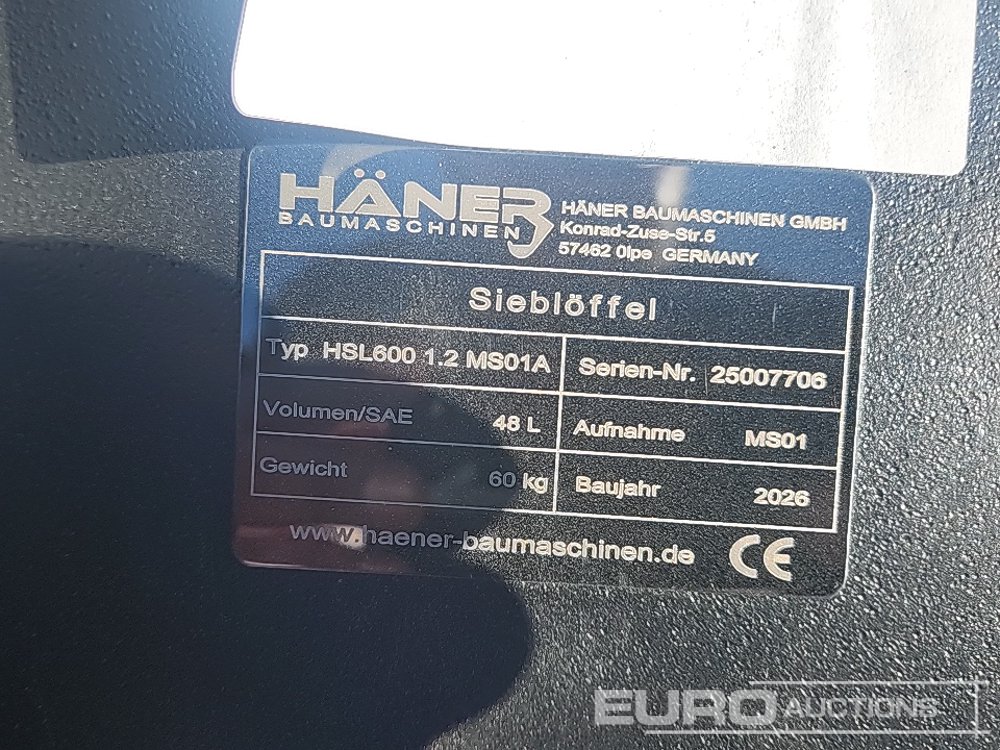 HÄNER
BAUMASCHINEN
HÄNER BAUMASCHINEN GMBH
Konrad-Zuse-Str.5
57462 Olpe GERMANY
Sieblöffel
Typ HSL600 1.2 MS01A
Serien-Nr. 25007706
Volumen/SAE 48 L
Aufnahme MS01
Gewicht 60 kg
Baujahr 2026
www.haener-baumaschinen.de
CE
EURO AUCTIONS